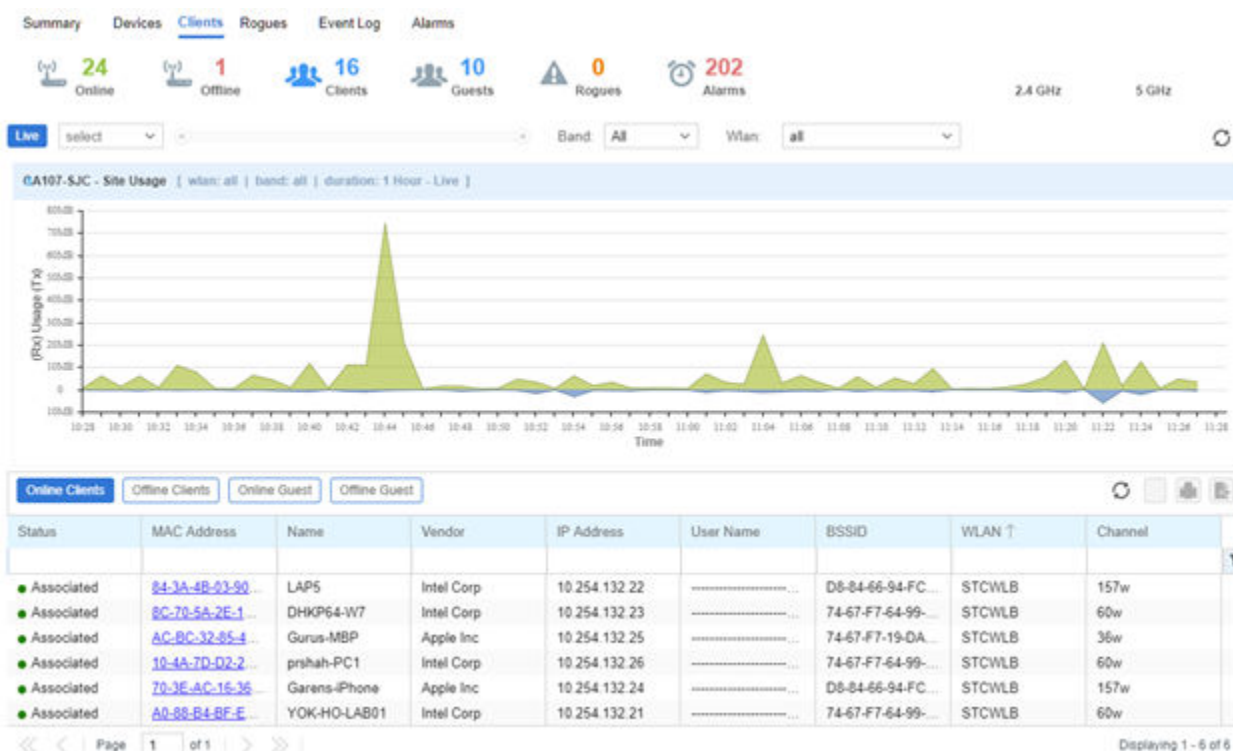 Summary Devices Clients Rogues Event Log Alarms
24 1 16 10 0 202
Online Offline Clients Guests Rogues Alarms 2.4 GHz 5 GHz
Live select Band: All Wlan: all
CA107-SJC - Site Usage [ wlan: all | band: all | duration: 1 Hour - Live ]
0
(Rx) Usage (Tx)
10:28 10:30 10:32 10:34 10:36 10:38 10:40 10:42 10:44 10:46 10:48 10:50 10:52 10:54 10:56 10:58 11:00 11:02 11:04 11:06 11:08 11:10 11:12 11:14 11:16 11:18 11:20 11:22 11:24 11:26 11:28
Time
Online Clients Offline Clients Online Guest Offline Guest
Status MAC Address Name Vendor IP Address User Name BSSID WLAN ↑ Channel
Associated 84-3A-4B-03-90... LAP5 Intel Corp 10.254.132.22 D8-84-66-94-FC... STCWLB 157w
Associated 8C-70-5A-2E-1... DHKP64-W7 Intel Corp 10.254.132.23 74-67-F7-64-99-... STCWLB 60w
Associated AC-BC-32-85-4... Gurus-MBP Apple Inc 10.254.132.25 74-67-F7-19-DA... STCWLB 36w
Associated 10-4A-7D-D2-2... prshah-PC1 Intel Corp 10.254.132.26 74-67-F7-64-99-... STCWLB 60w
Associated 70-3E-AC-16-36... Garens-iPhone Apple Inc 10.254.132.24 D8-84-66-94-FC... STCWLB 157w
Associated A0-88-B4-BF-E... YOK-HO-LAB01 Intel Corp 10.254.132.21 74-67-F7-64-99-... STCWLB 60w
Page 1 of 1 Displaying 1 - 6 of 6